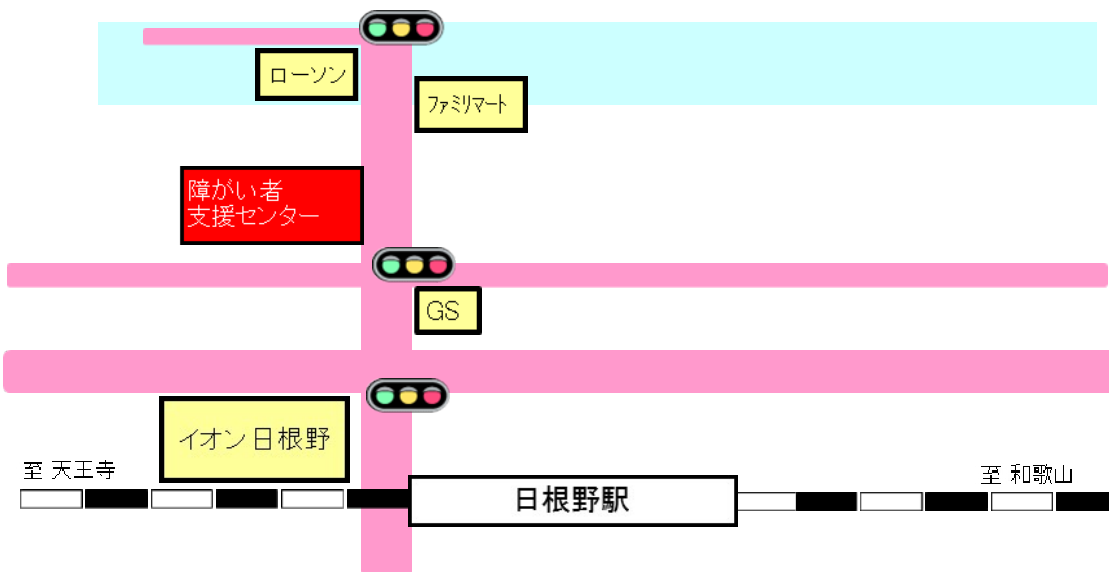 ローソン
ファミリマート
障がい者
支援センター
GS
イオン日根野
至 天王寺
至 和歌山
日根野駅